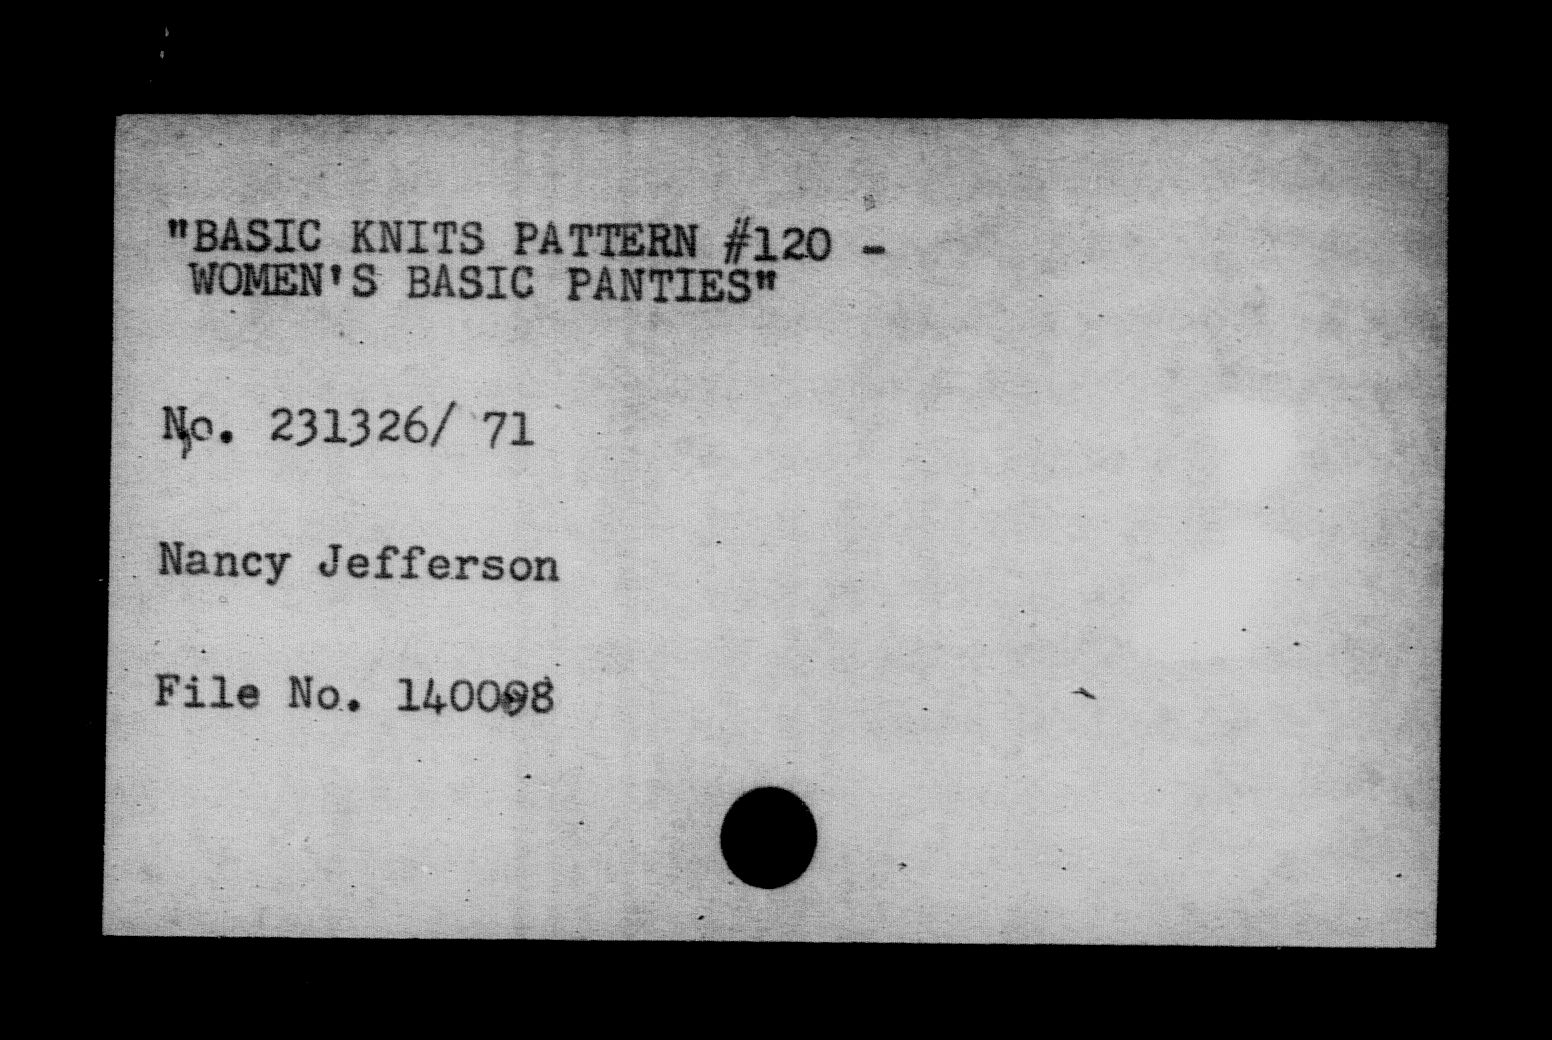 "BASIC KNITS PATTERN #120 -
WOMEN'S BASIC PANTIES"
No. 231326/ 71
Nancy Jefferson
File No. 140098